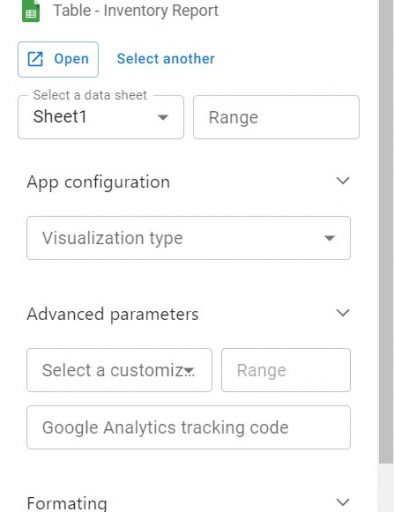 Table - Inventory Report
Open Select another
Select a data sheet
Sheet1 Range
App configuration
Visualization type
Advanced parameters
Select a customiz... Range
Google Analytics tracking code
Formating